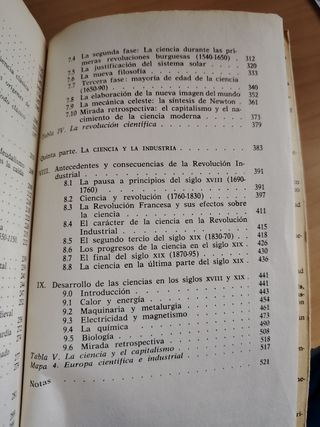 7.4 La segunda fase: La ciencia durante las pri-
meras revoluciones burguesas (1540-1650) . 312
7.5 La justificación del sistema solar . . 320
7.6 La nueva filosofía . . . 333
7.7 Tercera fase: mayoría de edad de la ciencia
(1650-90) . . . 340
7.8 La elaboración de la nueva imagen del mundo 352
7.9 La mecánica celeste: la síntesis de Newton . 361
7.10 Mirada retrospectiva: el capitalismo y el na-
cimiento de la ciencia moderna . . 373
Tabla IV. La revolución científica . . . 379
Quinta parte. LA CIENCIA Y LA INDUSTRIA . . . 383
VIII. Antecedentes y consecuencias de la Revolución In-
dustrial . . . 391
8.1 La pausa a principios del siglo XVIII (1690-
1760) . . . 391
8.2 Ciencia y revolución (1760-1830) . . 397
8.3 La Revolución Francesa y sus efectos sobre
la ciencia . . . 411
8.4 El carácter de la ciencia en la Revolución
Industrial . . . 415
8.5 El segundo tercio del siglo XIX (1830-70) . 418
8.6 Los progresos de la ciencia en el siglo XIX . 426
8.7 El final del siglo XIX (1870-95) . . 430
8.8 La ciencia en la última parte del siglo XIX . 436
IX. Desarrollo de las ciencias en los siglos XVIII y XIX . 441
9.0 Introducción . . . 441
9.1 Calor y energía . . . 441
9.2 Maquinaria y metalurgia . . . 454
9.3 Electricidad y magnetismo . . . 465
9.4 La química . . . 473
9.5 Biología . . . 490
9.6 Mirada retrospectiva . . . 508
Tabla V. La ciencia y el capitalismo . . . 517
Mapa 4. Europa científica e industrial . . . 518
Notas . . . 521